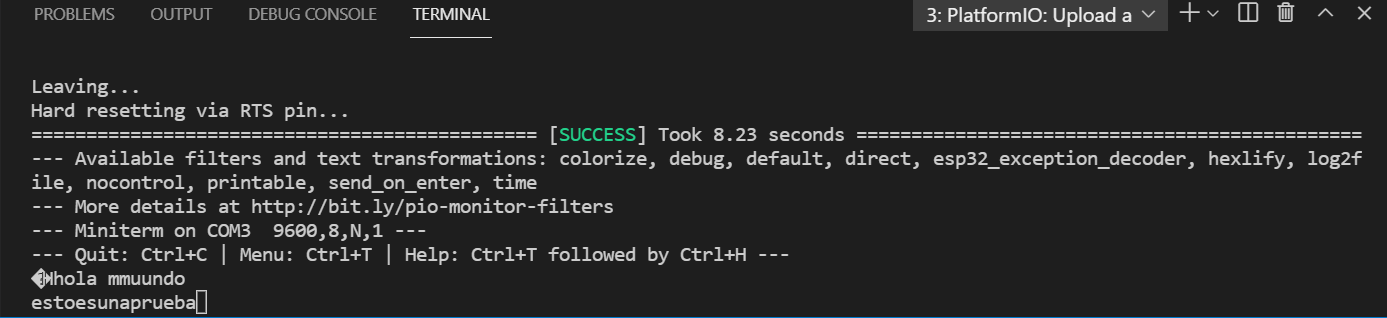 PROBLEMS OUTPUT DEBUG CONSOLE TERMINAL 3: PlatformIO: Upload a
Leaving...
Hard resetting via RTS pin...
============================================== [SUCCESS] Took 8.23 seconds ==============================================
--- Available filters and text transformations: colorize, debug, default, direct, esp32_exception_decoder, hexlify, log2f
ile, nocontrol, printable, send_on_enter, time
--- More details at http://bit.ly/pio-monitor-filters
--- Miniterm on COM3  9600,8,N,1 ---
--- Quit: Ctrl+C | Menu: Ctrl+T | Help: Ctrl+T followed by Ctrl+H ---
hola mmuundo
estoesunaprueba